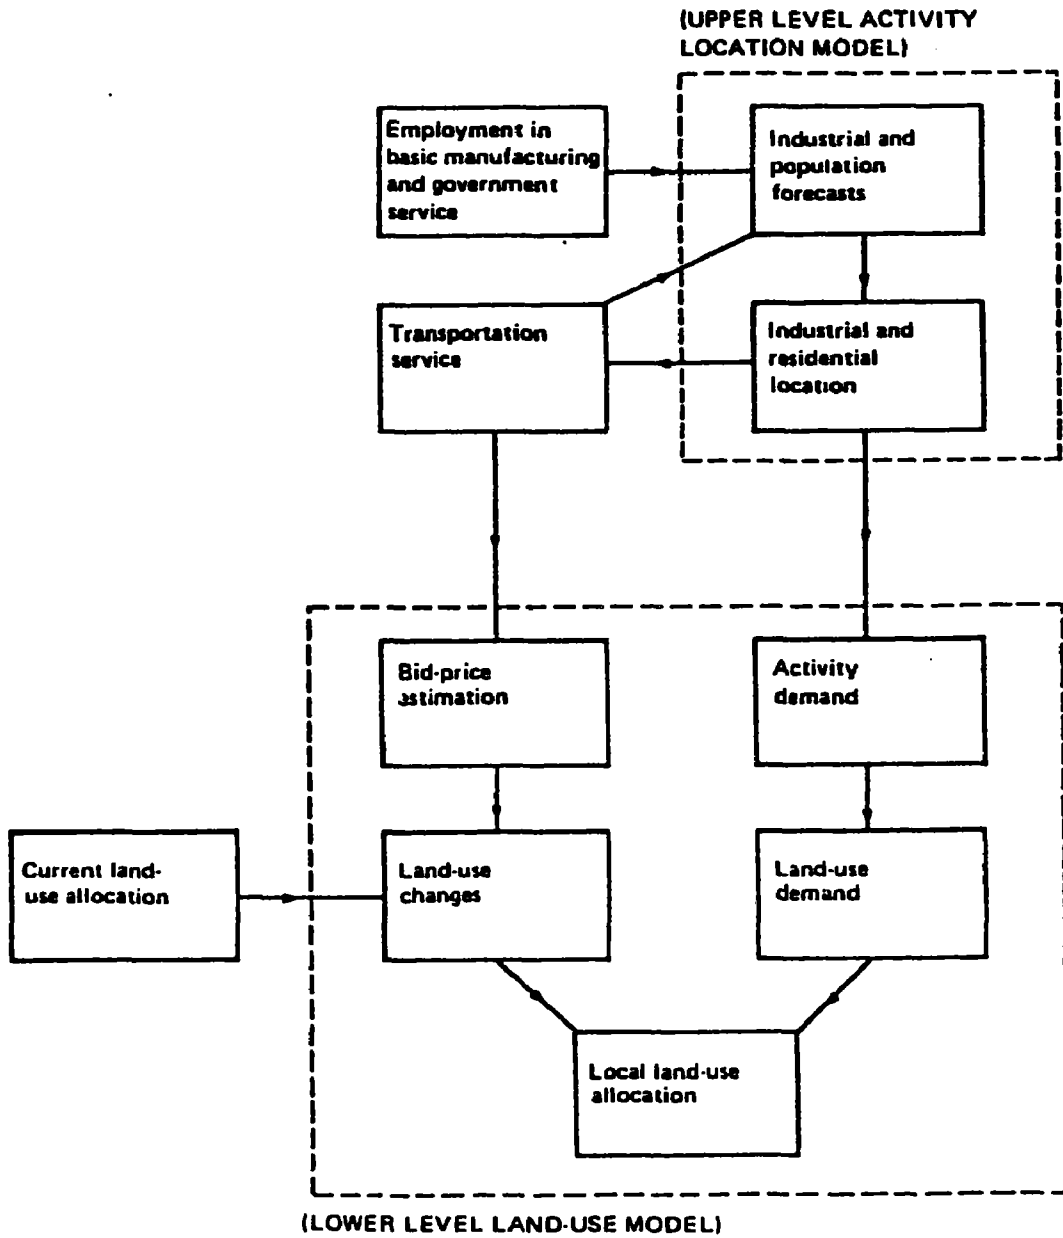 (UPPER LEVEL ACTIVITY
LOCATION MODEL)
Employment in
basic manufacturing
and government
service
Industrial and
population
forecasts
Transportation
service
Industrial and
residential
location
Bid-price
estimation
Activity
demand
Current land-
use allocation
Land-use
changes
Land-use
demand
Local land-use
allocation
(LOWER LEVEL LAND-USE MODEL)